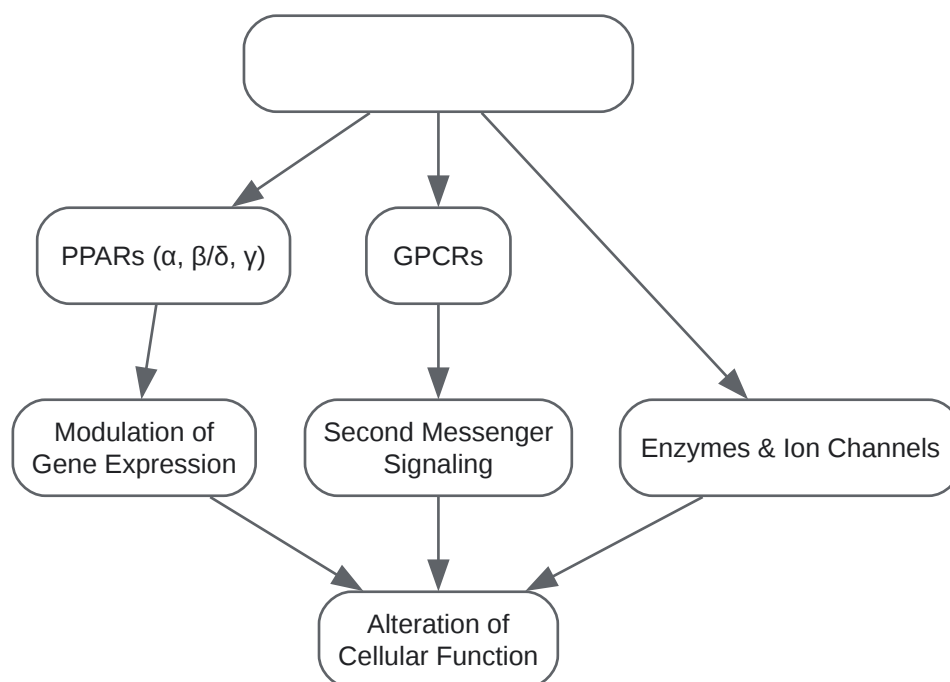 PPARs (α, β/δ, γ)
GPCRs
Modulation of
Gene Expression
Second Messenger
Signaling
Enzymes & Ion Channels
Alteration of
Cellular Function